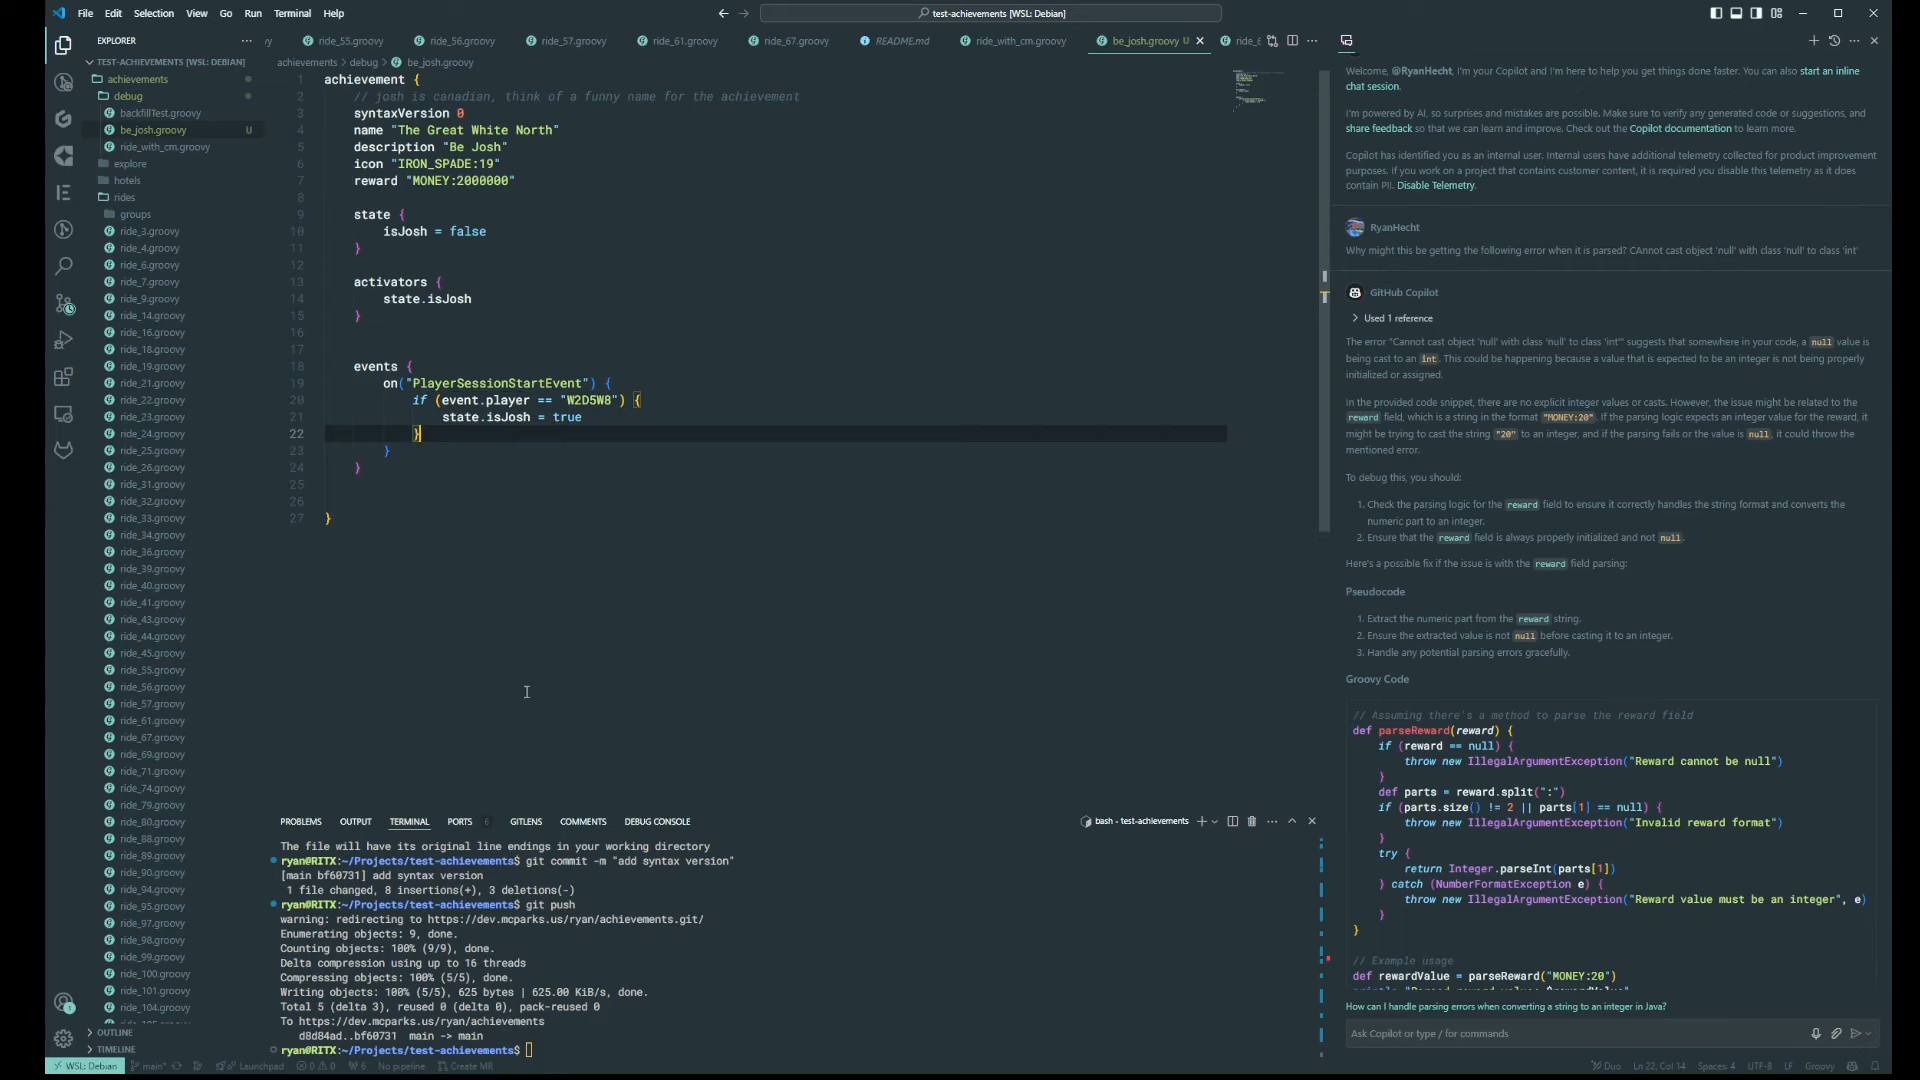 File Edit Selection View Go Run Terminal Help
test-achievements [WSL: Debian]
EXPLORER
ride_55.groovy ride_56.groovy ride_57.groovy ride_61.groovy ride_67.groovy README.md ride_with_cm.groovy be_josh.groovy U
TEST-ACHIEVEMENTS [WSL: DEBIAN]
achievements
debug
backfillTest.groovy
be_josh.groovy U
ride_with_cm.groovy
explore
hotels
rides
groups
ride_3.groovy
ride_4.groovy
ride_6.groovy
ride_7.groovy
ride_9.groovy
ride_14.groovy
ride_16.groovy
ride_18.groovy
ride_19.groovy
ride_21.groovy
ride_22.groovy
ride_23.groovy
ride_24.groovy
ride_25.groovy
ride_26.groovy
ride_31.groovy
ride_32.groovy
ride_33.groovy
ride_34.groovy
ride_36.groovy
ride_39.groovy
ride_40.groovy
ride_41.groovy
ride_43.groovy
ride_44.groovy
ride_45.groovy
ride_55.groovy
ride_56.groovy
ride_57.groovy
ride_61.groovy
ride_67.groovy
ride_69.groovy
ride_71.groovy
ride_74.groovy
ride_79.groovy
ride_80.groovy
ride_88.groovy
ride_89.groovy
ride_90.groovy
ride_94.groovy
ride_95.groovy
ride_97.groovy
ride_98.groovy
ride_99.groovy
ride_100.groovy
ride_101.groovy
ride_104.groovy
OUTLINE
TIMELINE
achievements > debug > be_josh.groovy
1 achievement {
2 // josh is canadian, think of a funny name for the achievement
3 syntaxVersion 0
4 name "The Great White North"
5 description "Be Josh"
6 icon "IRON_SPADE:19"
7 reward "MONEY:2000000"
8
9 state {
10 isJosh = false
11 }
12
13 activators {
14 state.isJosh
15 }
16
17
18 events {
19 on("PlayerSessionStartEvent") {
20 if (event.player == "W2D5W8") {
21 state.isJosh = true
22 }
23 }
24 }
25
26
27 }
PROBLEMS OUTPUT TERMINAL PORTS 6 GITLENS COMMENTS DEBUG CONSOLE
bash - test-achievements
The file will have its original line endings in your working directory
ryan@RITX:~/Projects/test-achievements$ git commit -m "add syntax version"
[main bf60731] add syntax version
1 file changed, 8 insertions(+), 3 deletions(-)
ryan@RITX:~/Projects/test-achievements$ git push
warning: redirecting to https://dev.mcparks.us/ryan/achievements.git/
Enumerating objects: 9, done.
Counting objects: 100% (9/9), done.
Delta compression using up to 16 threads
Compressing objects: 100% (5/5), done.
Writing objects: 100% (5/5), 625 bytes | 625.00 KiB/s, done.
Total 5 (delta 3), reused 0 (delta 0), pack-reused 0
To https://dev.mcparks.us/ryan/achievements
d8d84ad..bf60731 main -> main
ryan@RITX:~/Projects/test-achievements$
Welcome, @RyanHecht, I'm your Copilot and I'm here to help you get things done faster. You can also start an inline
chat session.
I'm powered by AI, so surprises and mistakes are possible. Make sure to verify any generated code or suggestions, and
share feedback so that we can learn and improve. Check out the Copilot documentation to learn more.
Copilot has identified you as an internal user. Internal users have additional telemetry collected for product improvement
purposes. If you work on a project that contains customer content, it is required you disable this telemetry as it does
contain PII. Disable Telemetry.
RyanHecht
Why might this be getting the following error when it is parsed? CAnnot cast object 'null' with class 'null' to class 'int'
GitHub Copilot
Used 1 reference
The error "Cannot cast object 'null' with class 'null' to class 'int'" suggests that somewhere in your code, a null value is
being cast to an int. This could be happening because a value that is expected to be an integer is not being properly
initialized or assigned.
In the provided code snippet, there are no explicit integer values or casts. However, the issue might be related to the
reward field, which is a string in the format "MONEY:20". If the parsing logic expects an integer value for the reward, it
might be trying to cast the string "20" to an integer, and if the parsing fails or the value is null, it could throw the
mentioned error.
To debug this, you should:
1. Check the parsing logic for the reward field to ensure it correctly handles the string format and converts the
numeric part to an integer.
2. Ensure that the reward field is always properly initialized and not null.
Here's a possible fix if the issue is with the reward field parsing:
Pseudocode
1. Extract the numeric part from the reward string.
2. Ensure the extracted value is not null before casting it to an integer.
3. Handle any potential parsing errors gracefully.
Groovy Code
// Assuming there's a method to parse the reward field
def parseReward(reward) {
if (reward == null) {
throw new IllegalArgumentException("Reward cannot be null")
}
def parts = reward.split(":")
if (parts.size() != 2 || parts[1] == null) {
throw new IllegalArgumentException("Invalid reward format")
}
try {
return Integer.parseInt(parts[1])
} catch (NumberFormatException e) {
throw new IllegalArgumentException("Reward value must be an integer", e)
}
}
// Example usage
def rewardValue = parseReward("MONEY:20")
How can I handle parsing errors when converting a string to an integer in Java?
Ask Copilot or type / for commands
WSL: Debian main* Launchpad 0 0 6 No pipeline Create MR
Duo Ln 22, Col 14 Spaces: 4 UTF-8 LF Groovy